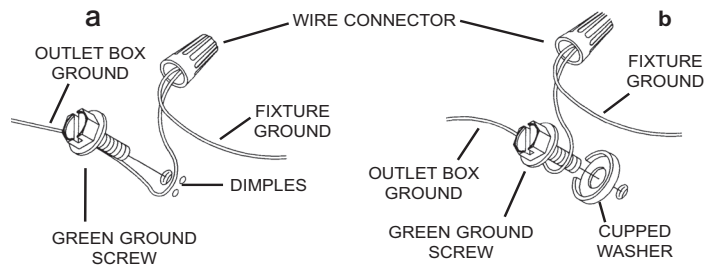 a
WIRE CONNECTOR
b
OUTLET BOX
GROUND
FIXTURE
GROUND
DIMPLES
GREEN GROUND
SCREW
FIXTURE
GROUND
OUTLET BOX
GROUND
GREEN GROUND
SCREW
CUPPED
WASHER